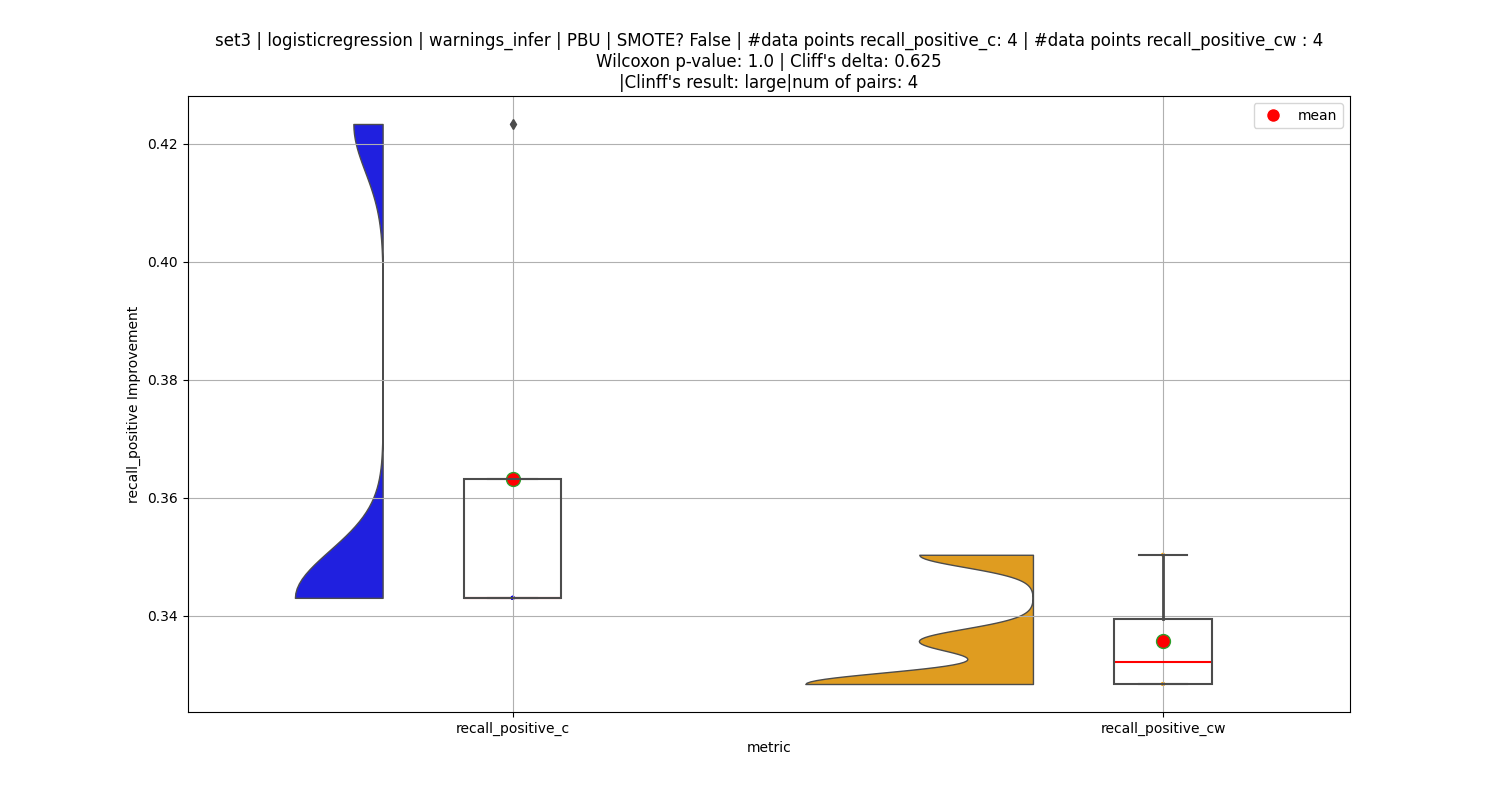 set3 | logisticregression | warnings_infer | PBU | SMOTE? False | #data points recall_positive_c: 4 | #data points recall_positive_cw : 4
Wilcoxon p-value: 1.0 | Cliff's delta: 0.625
|Clinff's result: large|num of pairs: 4
mean
0.42
0.40
0.38
0.36
0.34
recall_positive Improvement
recall_positive_c
recall_positive_cw
metric